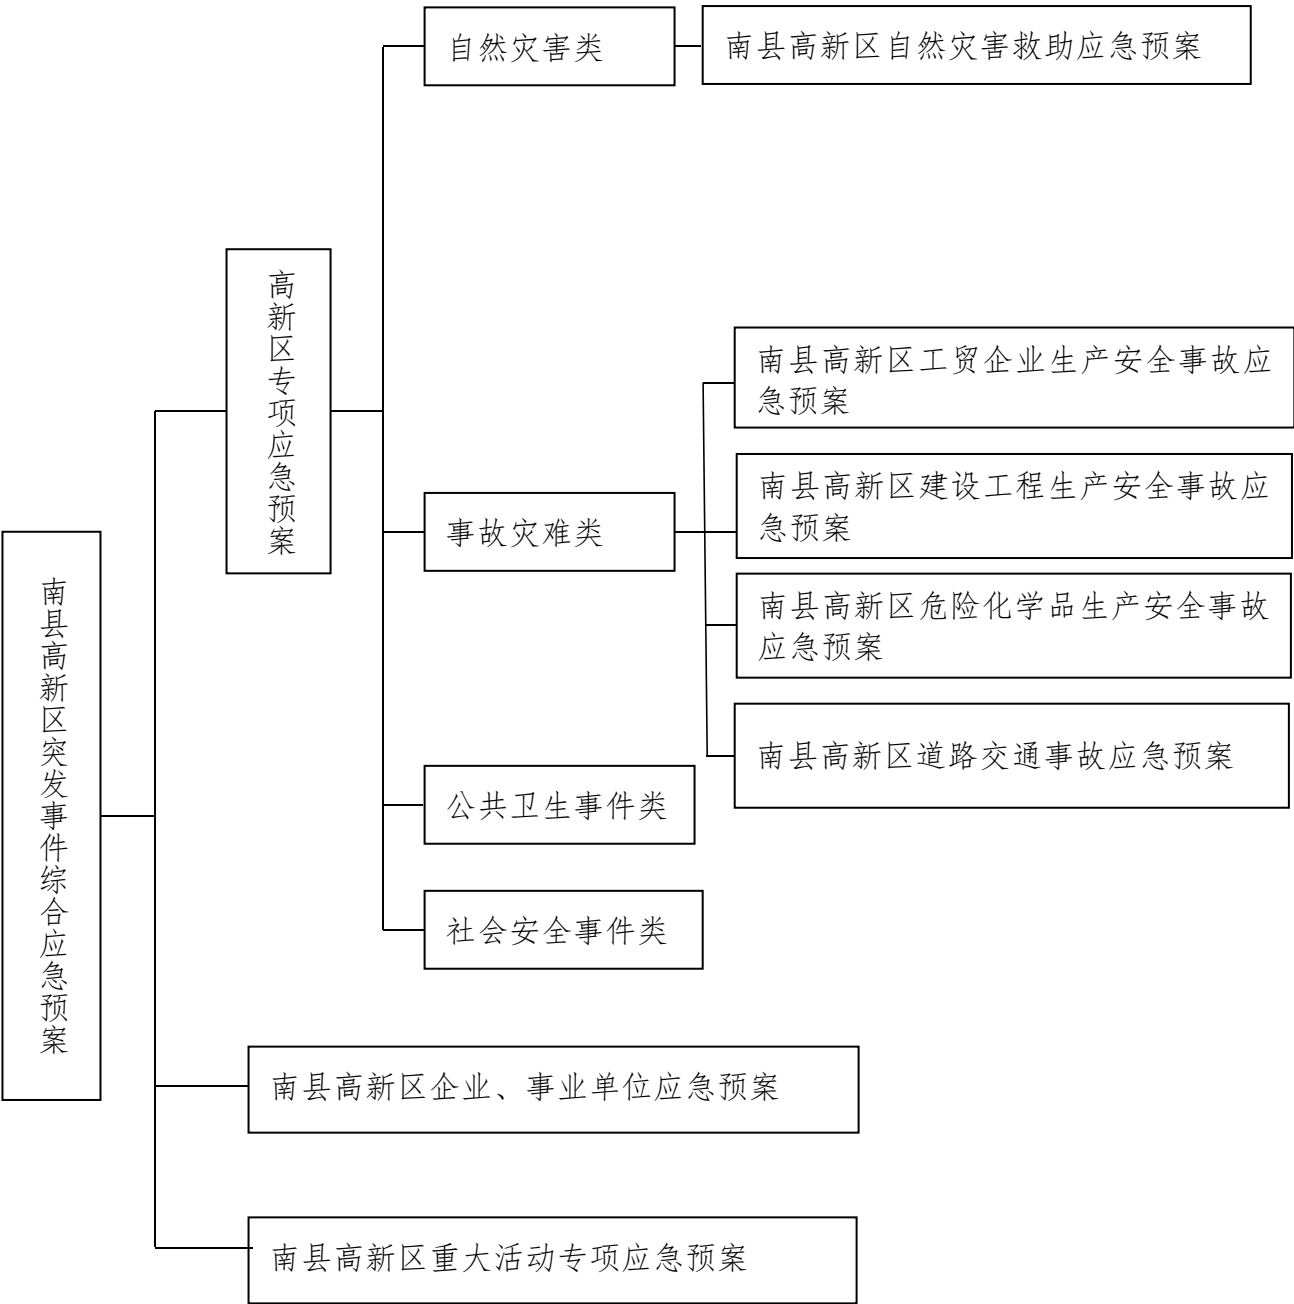 自然灾害类
南县高新区自然灾害救助应急预案
高新区专项应急预案
南县高新区工贸企业生产安全事故应
急预案
南县高新区建设工程生产安全事故应
急预案
事故灾难类
南县高新区危险化学品生产安全事故
应急预案
南县高新区突发事件综合应急预案
南县高新区道路交通事故应急预案
公共卫生事件类
社会安全事件类
南县高新区企业、事业单位应急预案
南县高新区重大活动专项应急预案